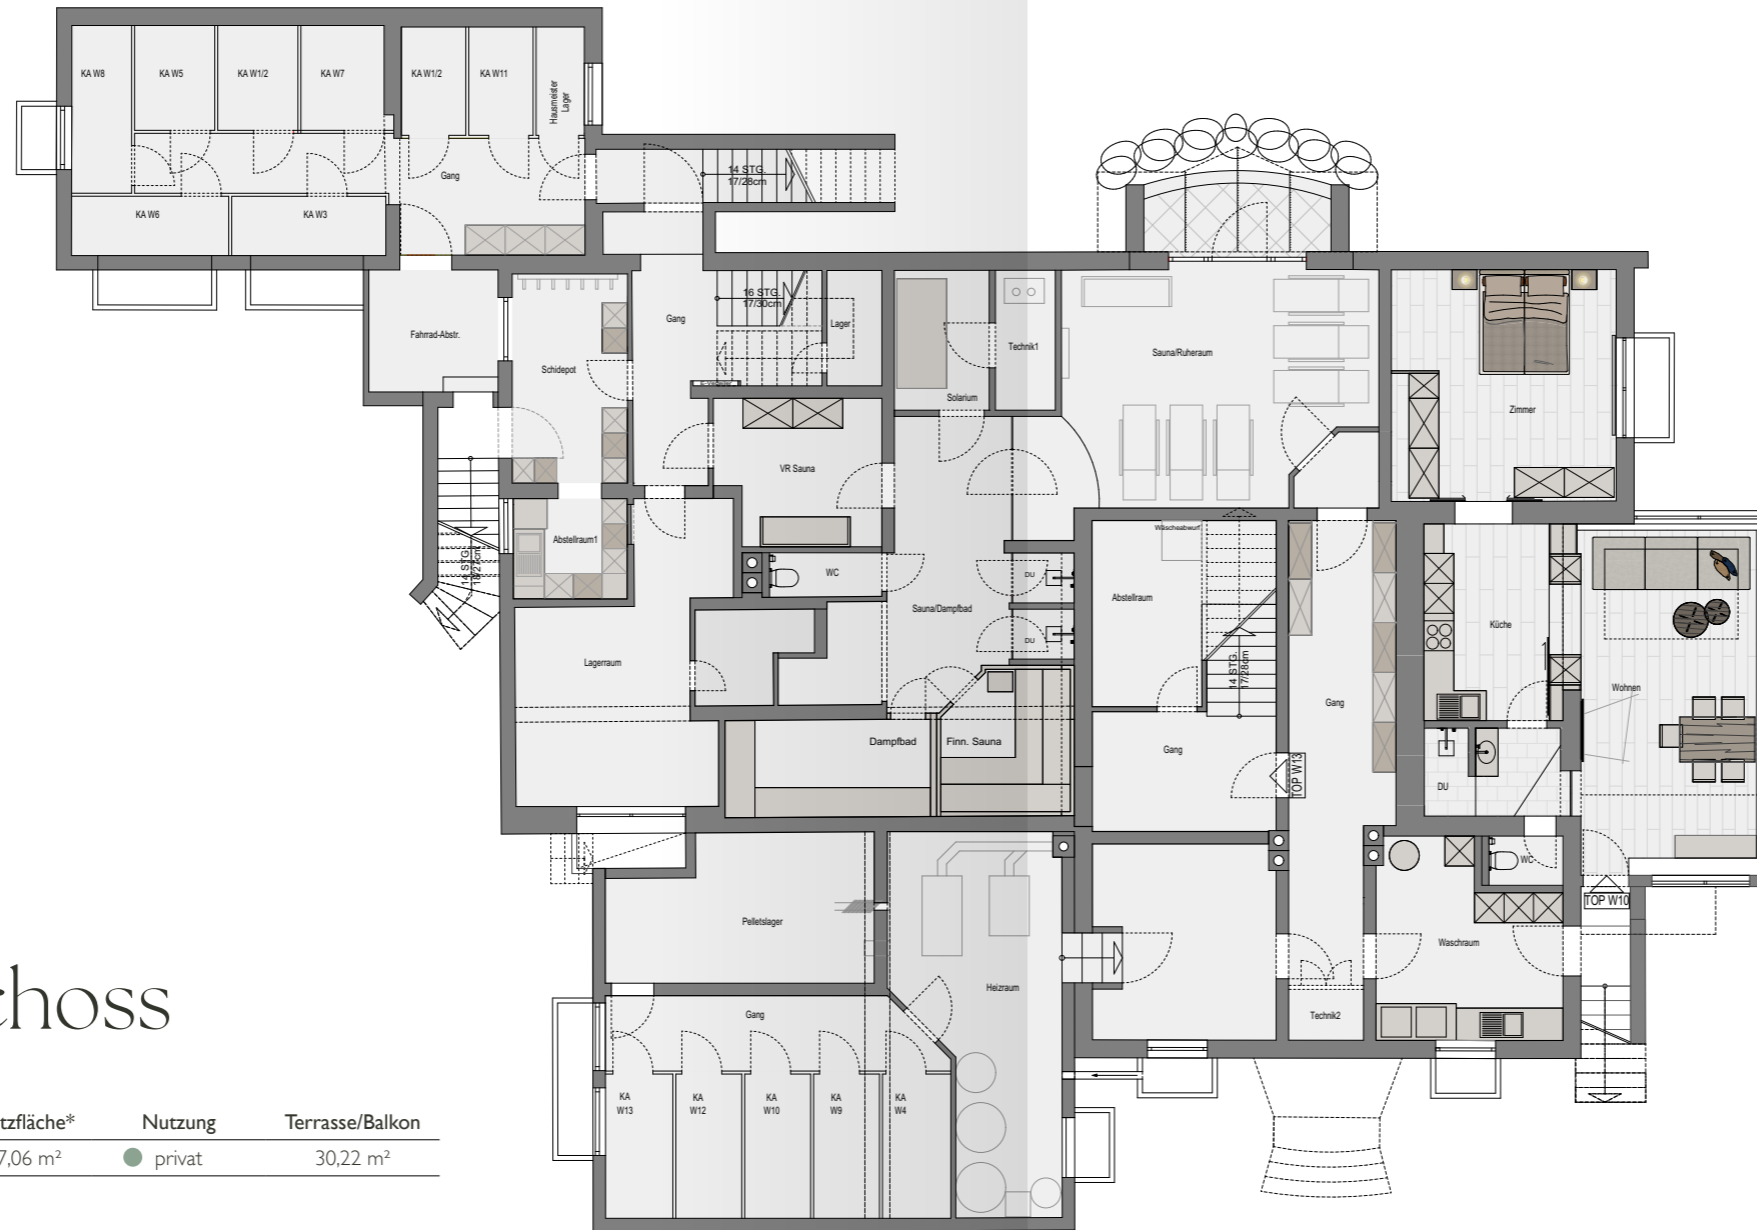 KA W8
KA W5
KA W1/2
KA W7
KA W1/2
KA W11
Hausmeister
Lager
Gang
14 STG.
17/28cm
KA W6
KA W3
Fahrrad-Abstr.
Schidepot
Gang
16 STG.
17/30cm
Lager
Solarium
Technik1
Sauna/Ruheraum
Zimmer
VR Sauna
14 STG.
Abstellraum1
WC
Wäscheabwurf
DU
DU
Sauna/Dampfbad
Abstellraum
Küche
Lagerraum
14 STG.
17/28cm
Wohnen
Gang
Dampfbad
Finn. Sauna
Gang
TOP W13
DU
WC
TOP W10
Pelletslager
Waschraum
Heizraum
Gang
Technik2
KA
W13
KA
W12
KA
W10
KA
W9
KA
W4
choss
tzfläche*
Nutzung
Terrasse/Balkon
7,06 m²
privat
30,22 m²